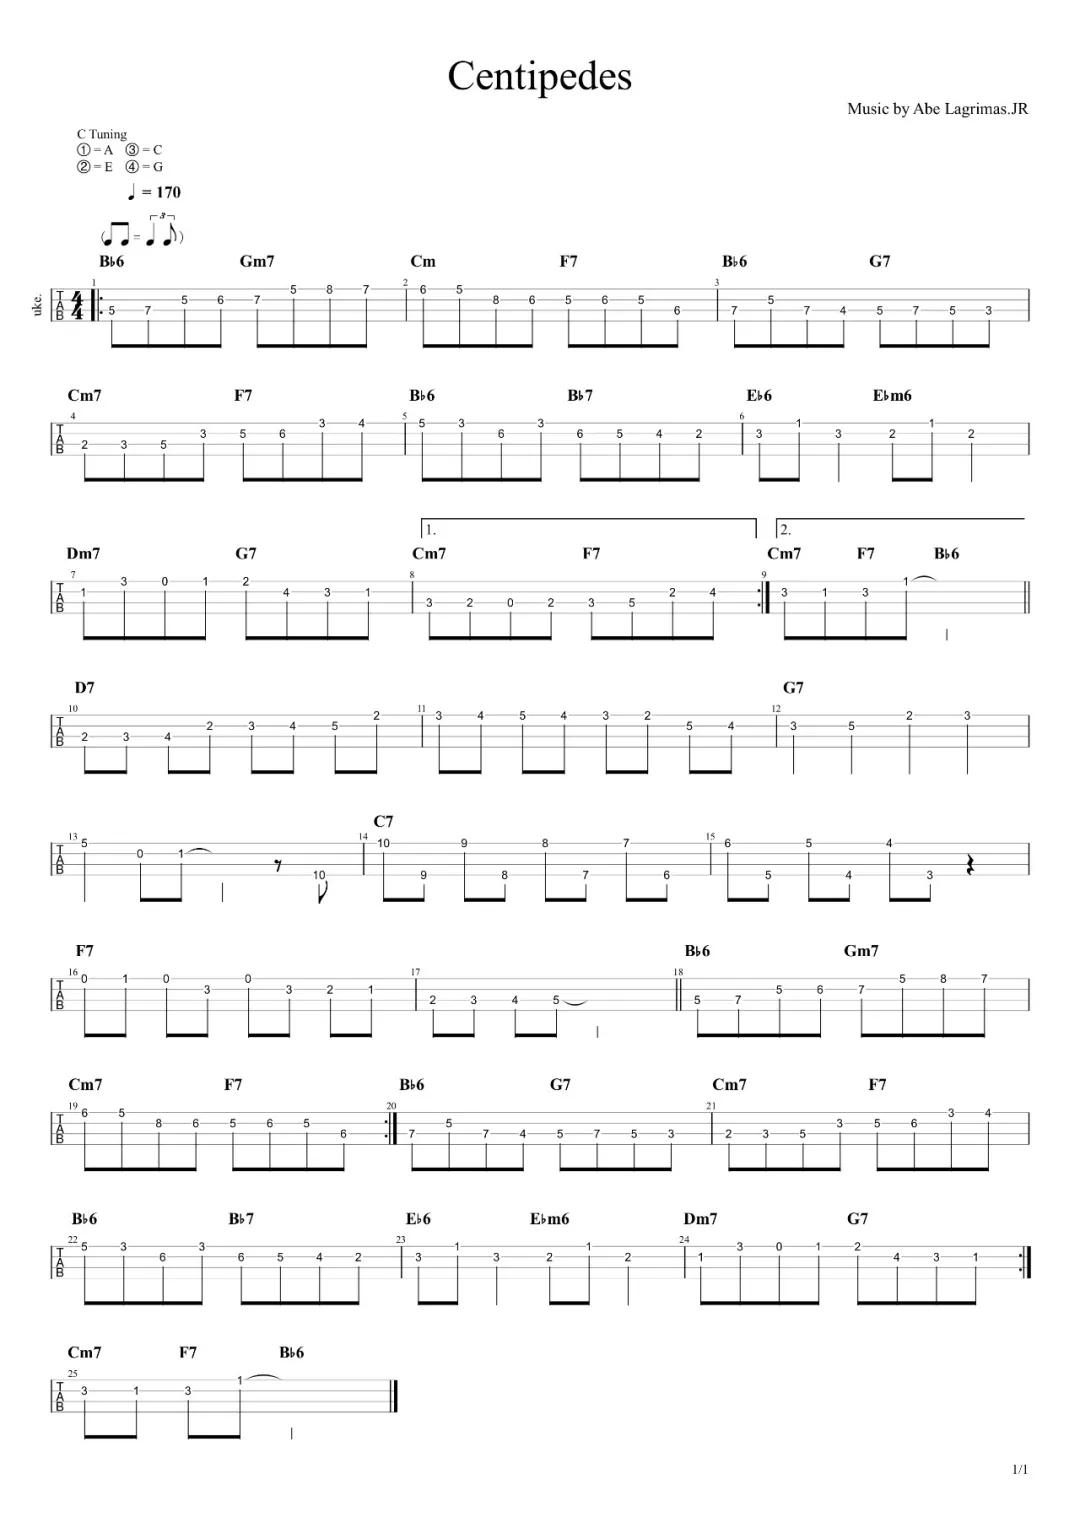 Centipedes
Music by Abe Lagrimas.JR
C Tuning
① = A ③ = C
② = E ④ = G
♩ = 170
(♫ = 3 ♩♪)
B♭6 Gm7 Cm F7 B♭6 G7
uke.
1 2 3
TAB 4/4 5 7 5 6 7 5 8 7 6 5 8 6 5 6 5 6 7 5 7 4 5 7 5 3
Cm7 F7 B♭6 B♭7 E♭6 E♭m6
4 5 6
TAB 2 3 5 3 5 6 3 4 5 3 6 3 6 5 4 2 3 1 3 2 1 2
1. 2.
Dm7 G7 Cm7 F7 Cm7 F7 B♭6
7 8 9
TAB 1 3 0 1 2 4 3 1 3 2 0 2 3 5 2 4 3 1 3 1
D7 G7
10 11 12
TAB 2 3 4 2 3 4 5 2 3 4 5 4 3 2 5 4 3 5 2 3
C7
13 14 15
TAB 5 0 1 10 10 9 9 8 8 7 7 6 6 5 5 4 4 3
F7 B♭6 Gm7
16 17 18
TAB 0 1 0 3 0 3 2 1 2 3 4 5 5 7 5 6 7 5 8 7
Cm7 F7 B♭6 G7 Cm7 F7
19 20 21
TAB 6 5 8 6 5 6 5 6 7 5 7 4 5 7 5 3 2 3 5 3 5 6 3 4
B♭6 B♭7 E♭6 E♭m6 Dm7 G7
22 23 24
TAB 5 3 6 3 6 5 4 2 3 1 3 2 1 2 1 3 0 1 2 4 3 1
Cm7 F7 B♭6
25
TAB 3 1 3 1
1/1